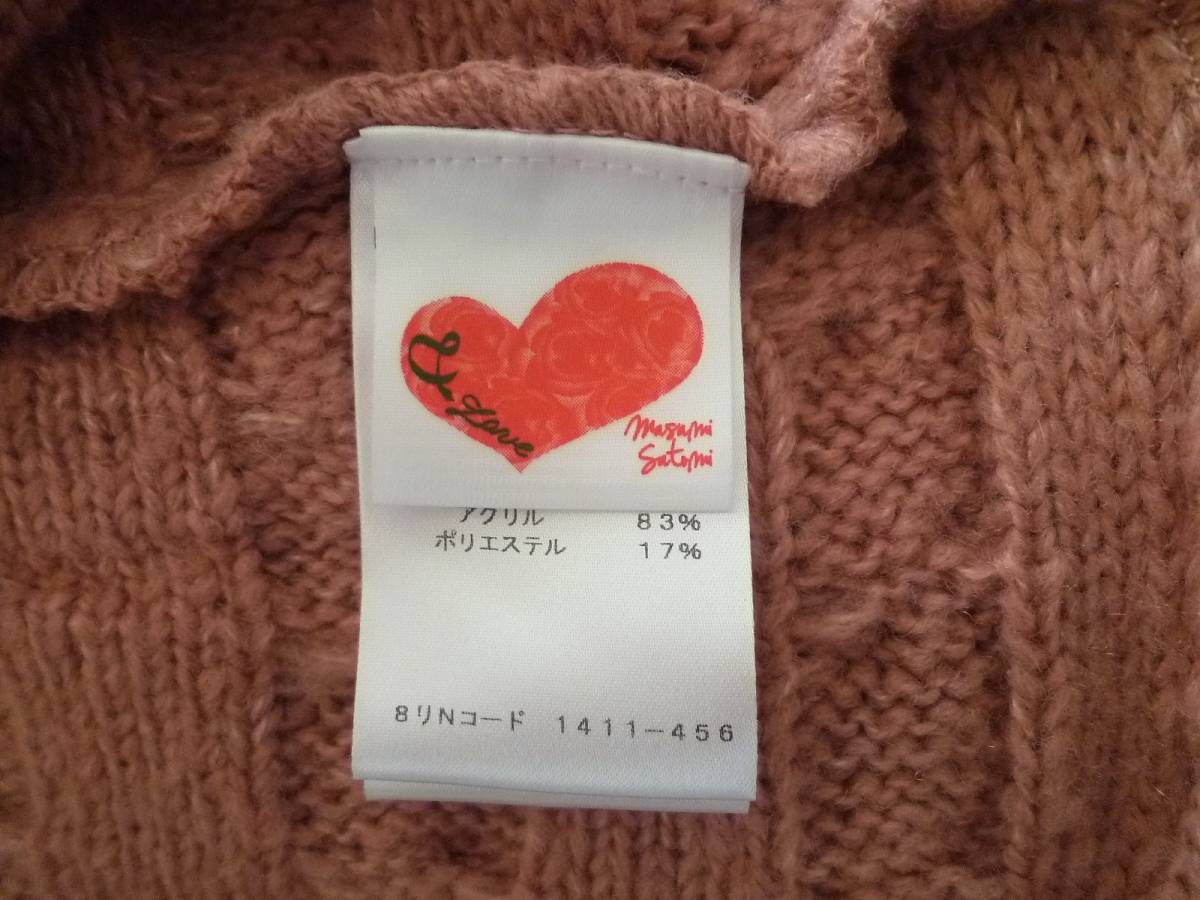 To Love
Masumi
Satomi
アクリル 83%
ポリエステル 17%
8リNコード 1411-456